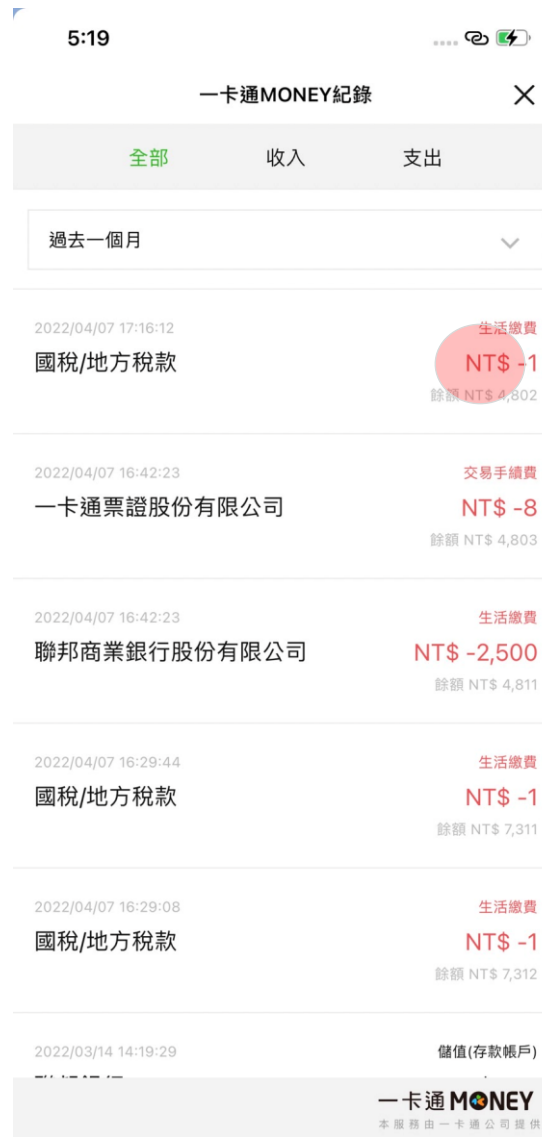 5:19
一卡通MONEY紀錄
全部 收入 支出
過去一個月
2022/04/07 17:16:12 生活繳費
國稅/地方稅款 NT$ -1
餘額 NT$ 4,802
2022/04/07 16:42:23 交易手續費
一卡通票證股份有限公司 NT$ -8
餘額 NT$ 4,803
2022/04/07 16:42:23 生活繳費
聯邦商業銀行股份有限公司 NT$ -2,500
餘額 NT$ 4,811
2022/04/07 16:29:44 生活繳費
國稅/地方稅款 NT$ -1
餘額 NT$ 7,311
2022/04/07 16:29:08 生活繳費
國稅/地方稅款 NT$ -1
餘額 NT$ 7,312
2022/03/14 14:19:29 儲值(存款帳戶)
一卡通 MONEY
本服務由一卡通公司提供